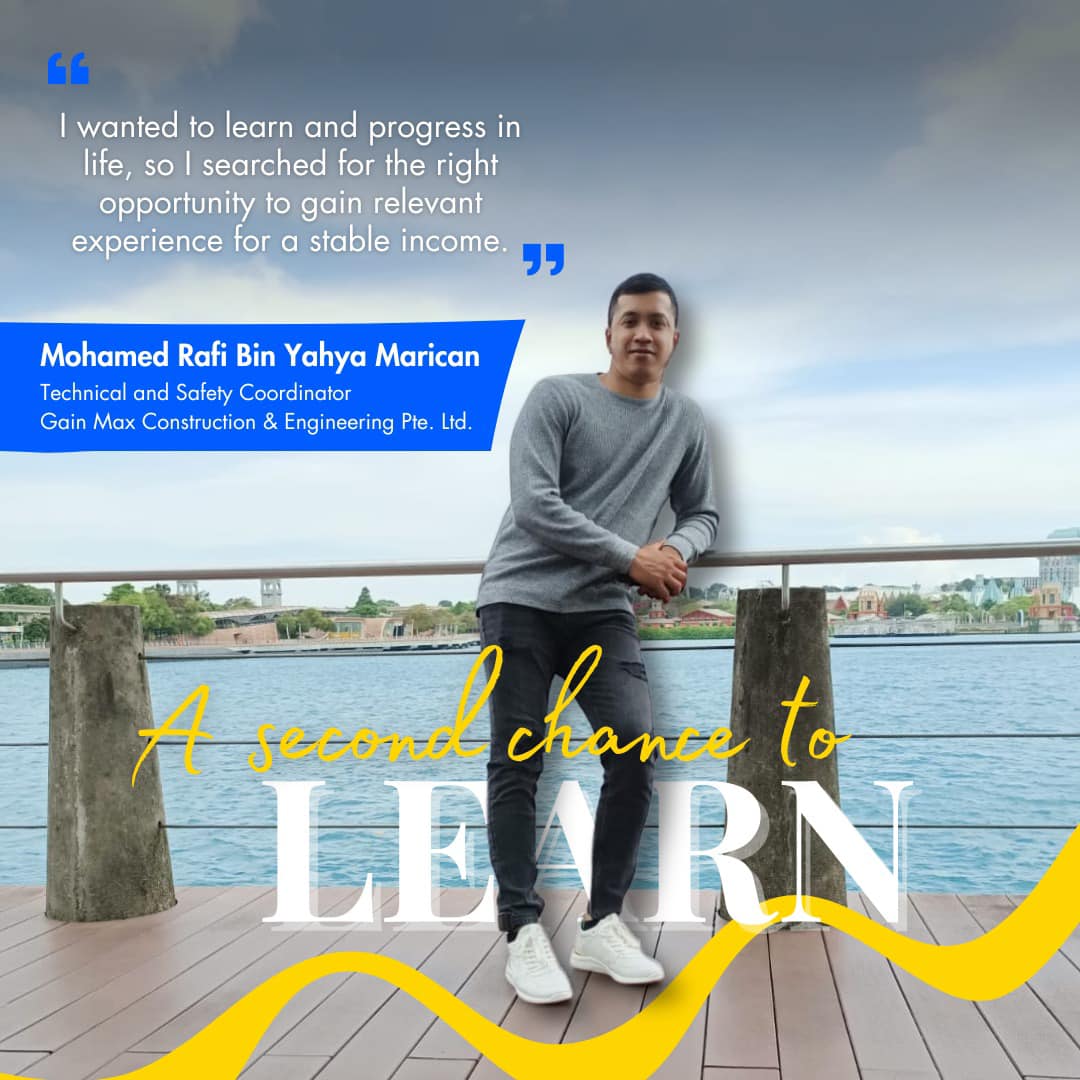 “
I wanted to learn and progress in
life, so I searched for the right
opportunity to gain relevant
experience for a stable income.
”
Mohamed Rafi Bin Yahya Marican
Technical and Safety Coordinator
Gain Max Construction & Engineering Pte. Ltd.
A second chance to
LEARN